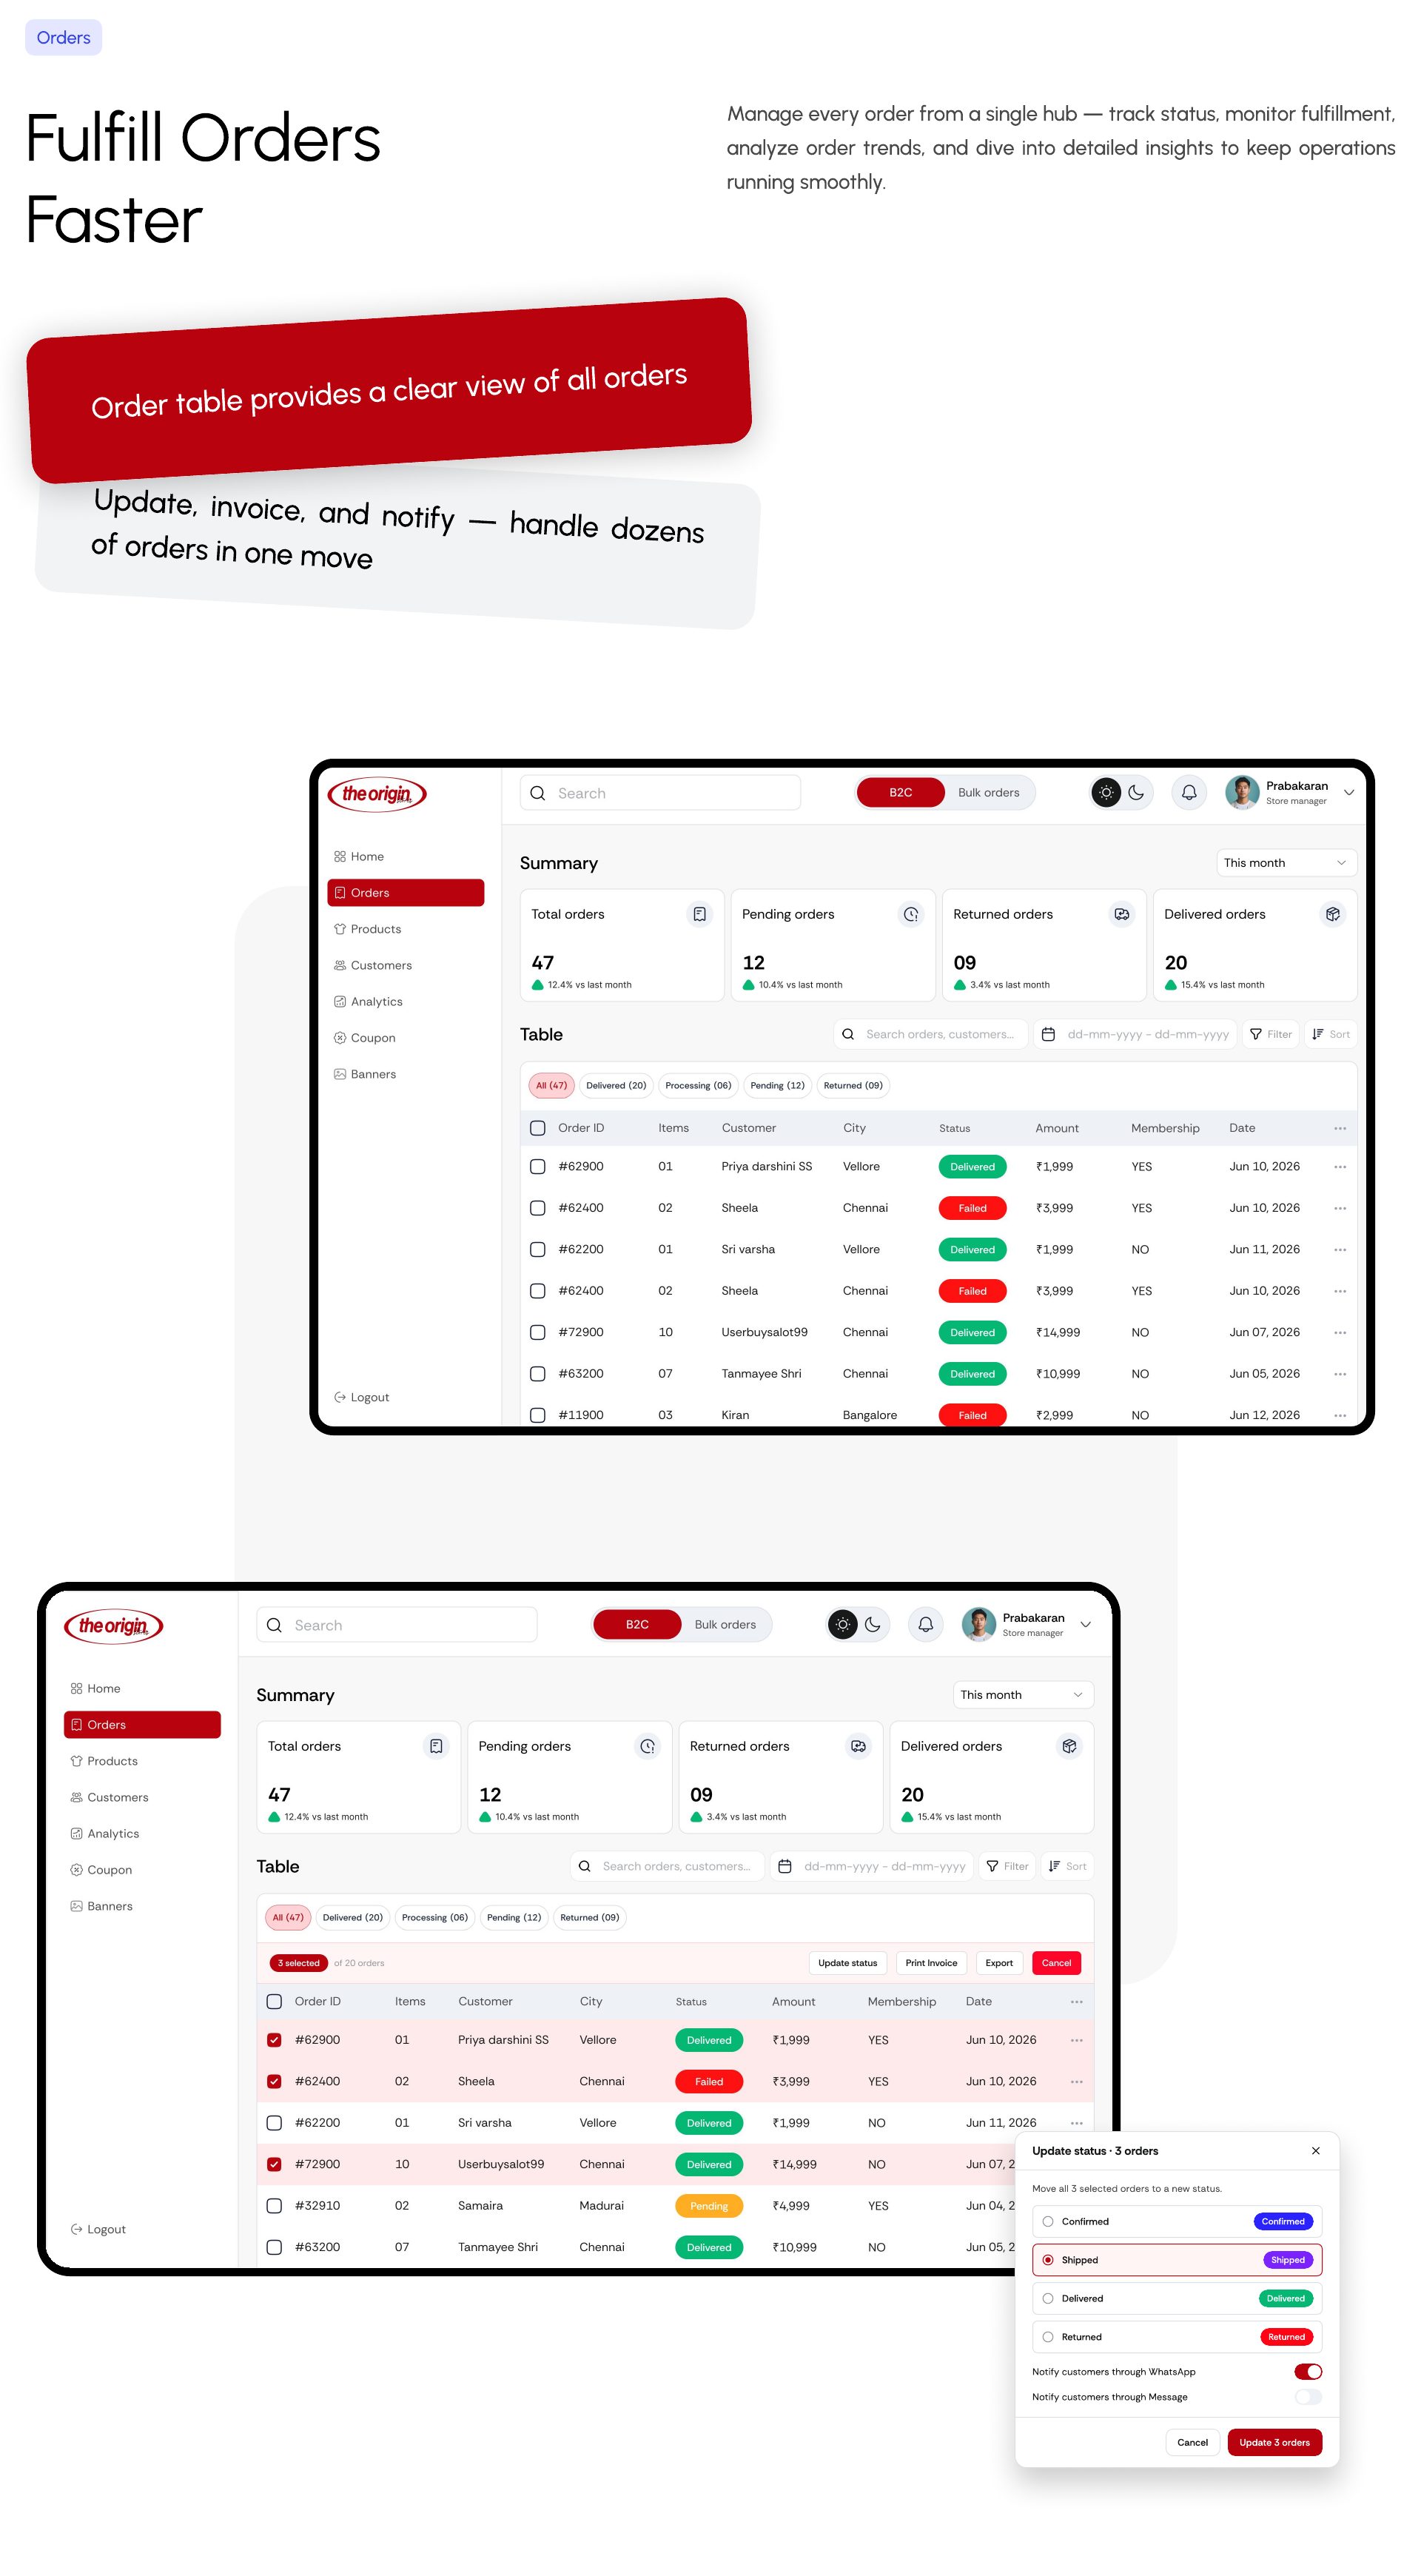 Orders
Fulfill Orders
Faster
Manage every order from a single hub — track status, monitor fulfillment,
analyze order trends, and dive into detailed insights to keep operations
running smoothly.
Order table provides a clear view of all orders
Update, invoice, and notify — handle dozens
of orders in one move
the origin
Search
B2C Bulk orders
Prabakaran
Store manager
Home
Orders
Products
Customers
Analytics
Coupon
Banners
Logout
Summary This month
Total orders Pending orders Returned orders Delivered orders
47 12 09 20
12.4% vs last month 10.4% vs last month 3.4% vs last month 15.4% vs last month
Table Search orders, customers... dd-mm-yyyy - dd-mm-yyyy Filter Sort
All (47) Delivered (20) Processing (06) Pending (12) Returned (09)
Order ID Items Customer City Status Amount Membership Date
#62900 01 Priya darshini SS Vellore Delivered ₹1,999 YES Jun 10, 2026
#62400 02 Sheela Chennai Failed ₹3,999 YES Jun 10, 2026
#62200 01 Sri varsha Vellore Delivered ₹1,999 NO Jun 11, 2026
#62400 02 Sheela Chennai Failed ₹3,999 YES Jun 10, 2026
#72900 10 Userbuysalot99 Chennai Delivered ₹14,999 NO Jun 07, 2026
#63200 07 Tanmayee Shri Chennai Delivered ₹10,999 NO Jun 05, 2026
#11900 03 Kiran Bangalore Failed ₹2,999 NO Jun 12, 2026
the origin
Search
B2C Bulk orders
Prabakaran
Store manager
Home
Orders
Products
Customers
Analytics
Coupon
Banners
Logout
Summary This month
Total orders Pending orders Returned orders Delivered orders
47 12 09 20
12.4% vs last month 10.4% vs last month 3.4% vs last month 15.4% vs last month
Table Search orders, customers... dd-mm-yyyy - dd-mm-yyyy Filter Sort
All (47) Delivered (20) Processing (06) Pending (12) Returned (09)
3 selected of 20 orders Update status Print Invoice Export Cancel
Order ID Items Customer City Status Amount Membership Date
#62900 01 Priya darshini SS Vellore Delivered ₹1,999 YES Jun 10, 2026
#62400 02 Sheela Chennai Failed ₹3,999 YES Jun 10, 2026
#62200 01 Sri varsha Vellore Delivered ₹1,999 NO Jun 11, 2026
#72900 10 Userbuysalot99 Chennai Delivered ₹14,999 NO Jun 07, 2
#32910 02 Samaira Madurai Pending ₹4,999 YES Jun 04, 2
#63200 07 Tanmayee Shri Chennai Delivered ₹10,999 NO Jun 05, 2
Update status · 3 orders
Move all 3 selected orders to a new status.
Confirmed Confirmed
Shipped Shipped
Delivered Delivered
Returned Returned
Notify customers through WhatsApp
Notify customers through Message
Cancel Update 3 orders